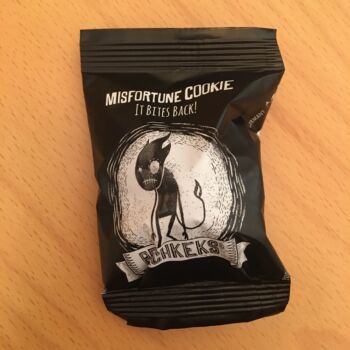 MISFORTUNE COOKIE
IT BITES BACK!
PECHKEKS